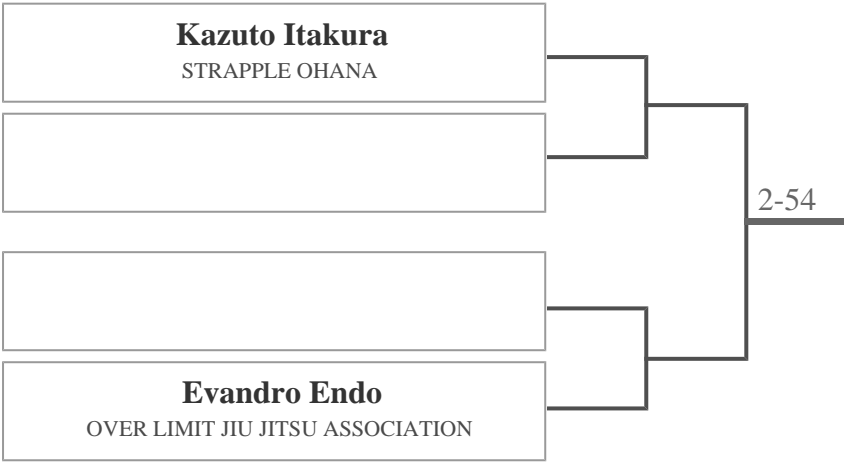 Kazuto Itakura
STRAPPLE OHANA
2-54
Evandro Endo
OVER LIMIT JIU JITSU ASSOCIATION